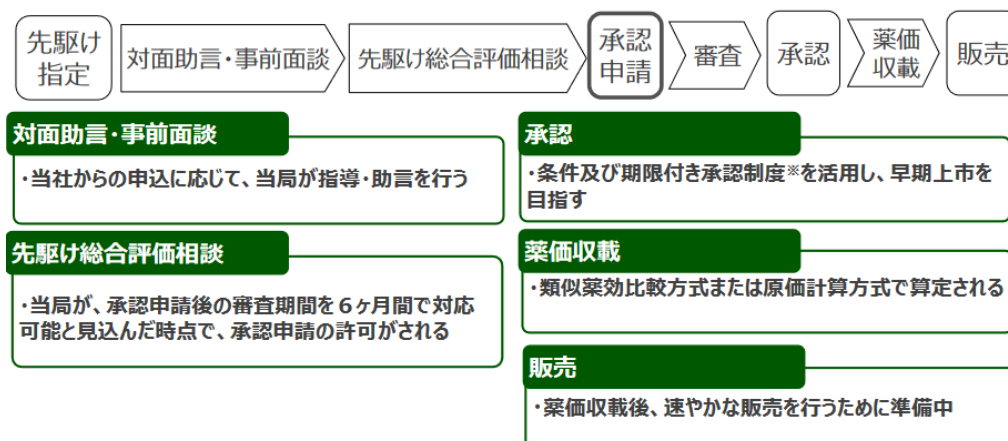 先駆け
指定
対面助言・事前面談
先駆け総合評価相談
承認
申請
審査
承認
薬価
収載
販売
対面助言・事前面談
・当社からの申込に応じて、当局が指導・助言を行う
先駆け総合評価相談
・当局が、承認申請後の審査期間を６ヶ月間で対応
可能と見込んだ時点で、承認申請の許可がされる
承認
・条件及び期限付き承認制度※を活用し、早期上市を
目指す
薬価収載
・類似薬効比較方式または原価計算方式で算定される
販売
・薬価収載後、速やかな販売を行うために準備中